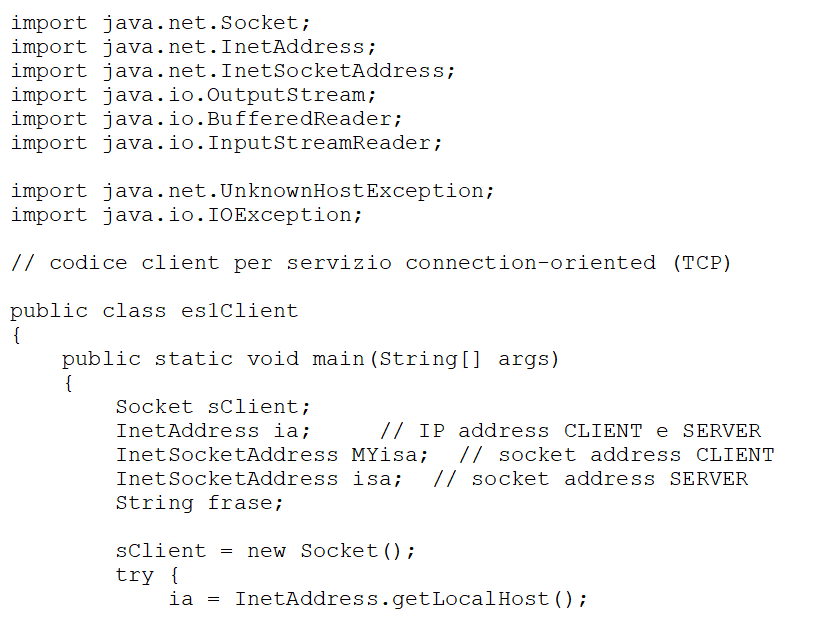 import java.net.Socket;
import java.net.InetAddress;
import java.net.InetSocketAddress;
import java.io.OutputStream;
import java.io.BufferedReader;
import java.io.InputStreamReader;

import java.net.UnknownHostException;
import java.io.IOException;

// codice client per servizio connection-oriented (TCP)

public class es1Client
{
    public static void main(String[] args)
    {
        Socket sClient;
        InetAddress ia;     // IP address CLIENT e SERVER
        InetSocketAddress MYisa;  // socket address CLIENT
        InetSocketAddress isa;  // socket address SERVER
        String frase;

        sClient = new Socket();
        try {
            ia = InetAddress.getLocalHost();